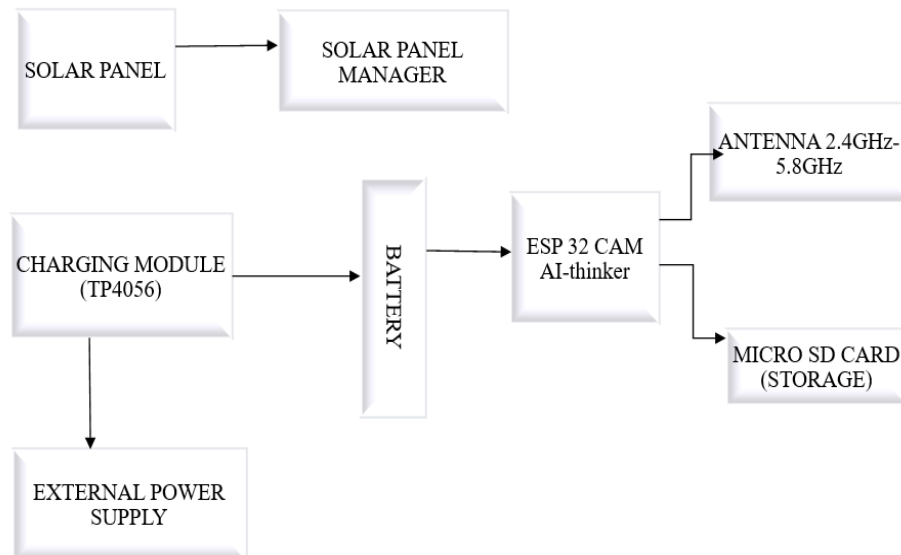 SOLAR PANEL
SOLAR PANEL
MANAGER
ANTENNA 2.4GHz-
5.8GHz
CHARGING MODULE
(TP4056)
BATTERY
ESP 32 CAM
AI-thinker
MICRO SD CARD
(STORAGE)
EXTERNAL POWER
SUPPLY